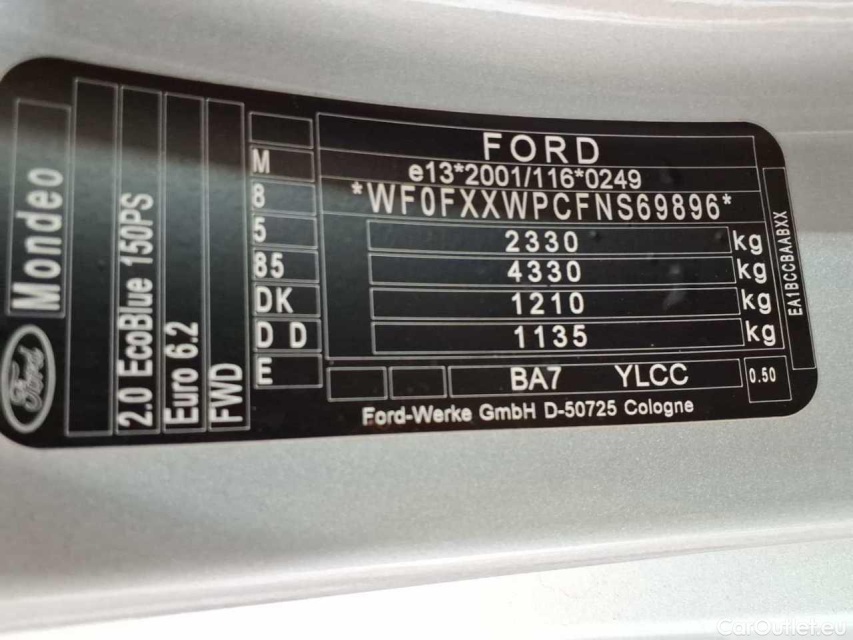 Mondeo
Ford
2.0 EcoBlue 150PS
Euro 6.2
FWD
M
8
5
85
DK
D D
E
FORD
e13*2001/116*0249
*WF0FXXWPCFNS69896*
2330 kg
4330 kg
1210 kg
1135 kg
BA7 YLCC
0.50
Ford-Werke GmbH D-50725 Cologne
EA1BCCBAABXX
CarOutlet.eu